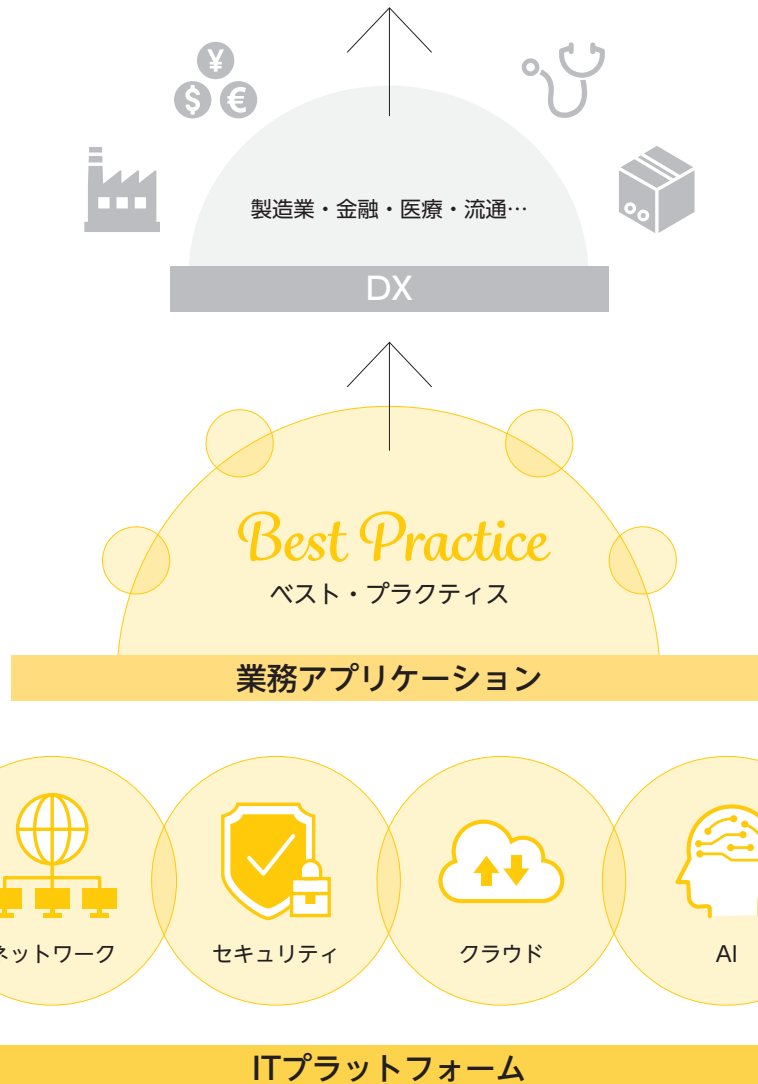 製造業・金融・医療・流通…
DX
Best Practice
ベスト・プラクティス
業務アプリケーション
ネットワーク
セキュリティ
クラウド
AI
ITプラットフォーム